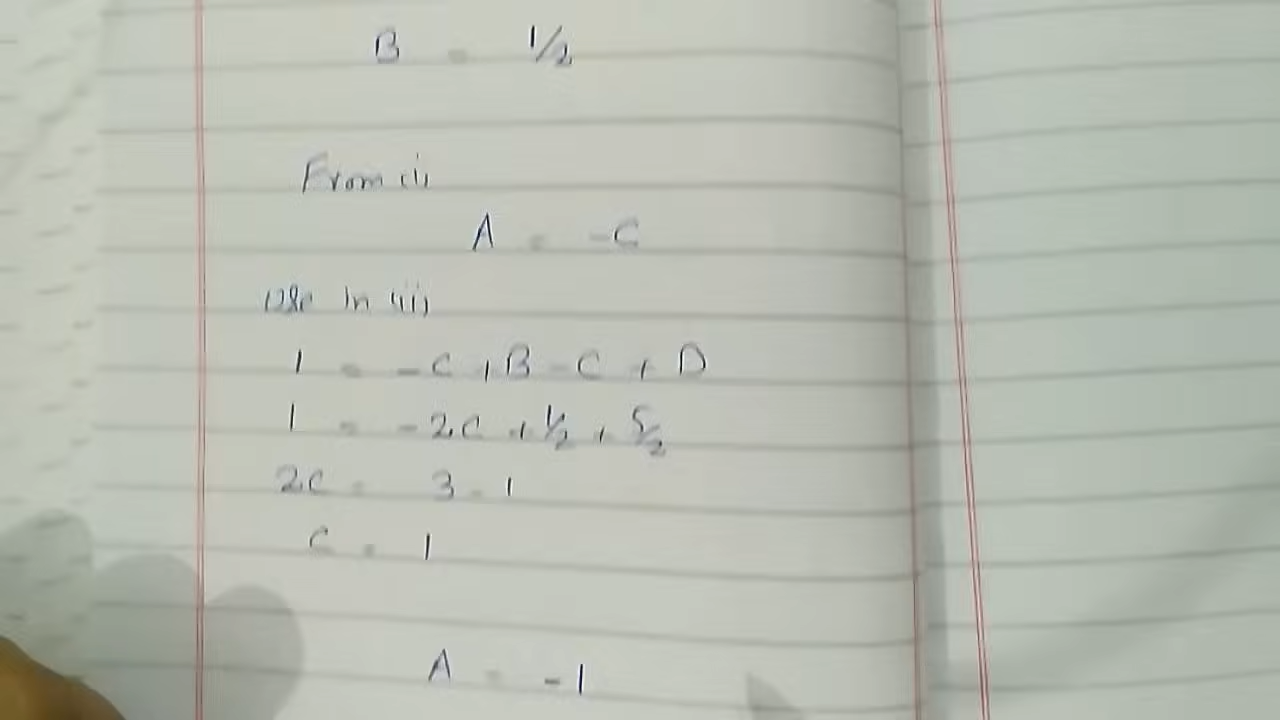 B = 1/2
From (i)
A = -C
Use in (ii)
1 = -C + B - C + D
1 = -2C + 1/2 + 5/2
2C = 3 - 1
C = 1
A = -1